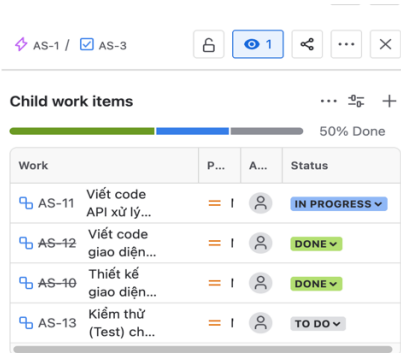 AS-1 / AS-3
1
Child work items
50% Done
Work P... A... Status
AS-11 Viết code API xử lý... IN PROGRESS
AS-12 Viết code giao diện... DONE
AS-10 Thiết kế giao diện... DONE
AS-13 Kiểm thử (Test) ch... TO DO